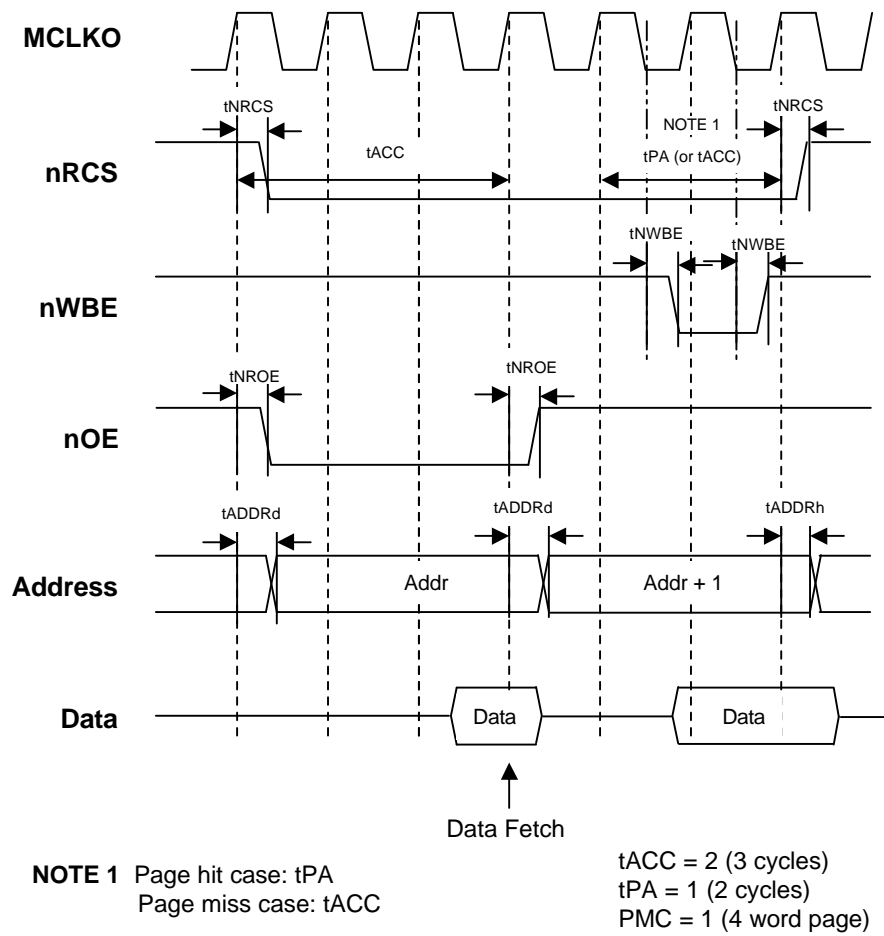 MCLKO
tNRCS
tNRCS
NOTE 1
tACC
tPA (or tACC)
nRCS
tNWBE
tNWBE
nWBE
tNROE
tNROE
nOE
tADDRd
tADDRd
tADDRh
Address
Addr
Addr + 1
Data
Data
Data
Data Fetch
NOTE 1 Page hit case: tPA
Page miss case: tACC
tACC = 2 (3 cycles)
tPA = 1 (2 cycles)
PMC = 1 (4 word page)